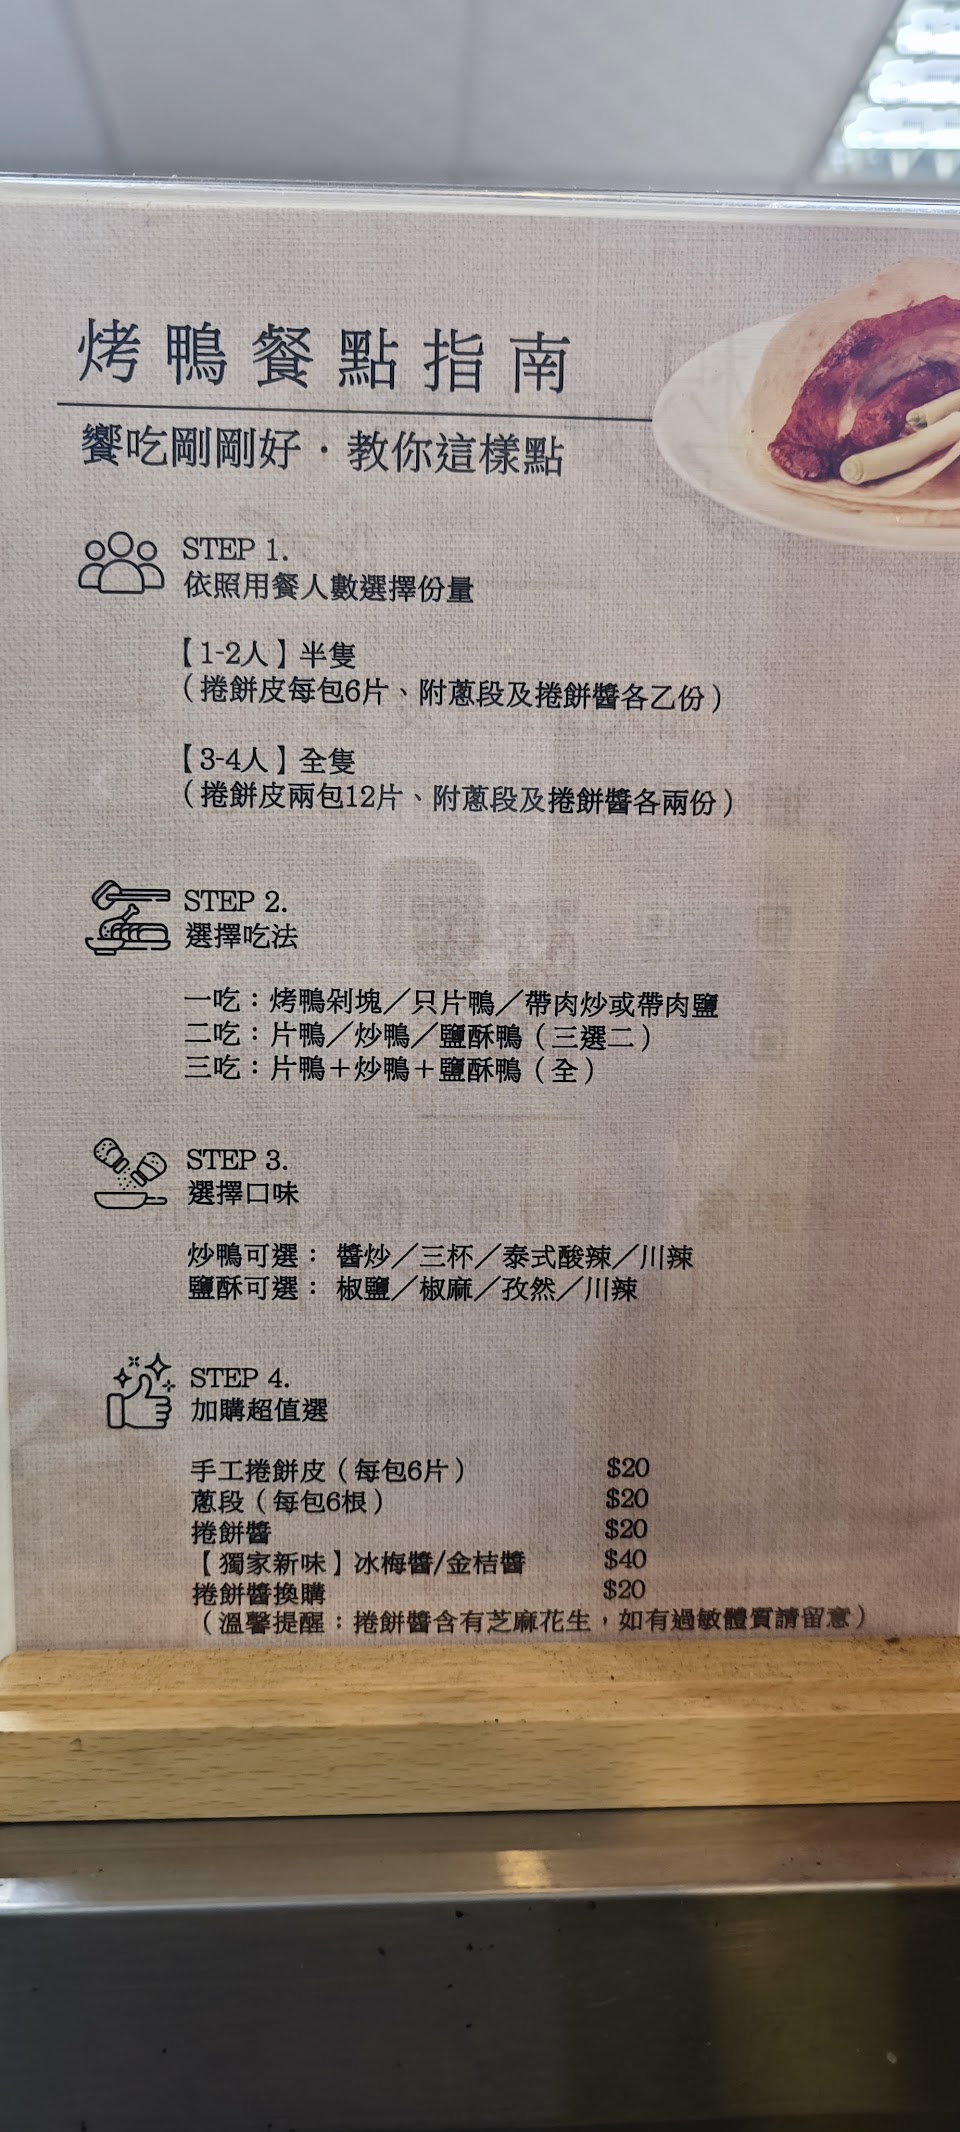 烤鴨餐點指南
饗吃剛剛好・教你這樣點
STEP 1.
依照用餐人數選擇份量
【1-2人】半隻
（捲餅皮每包6片、附蔥段及捲餅醬各乙份）
【3-4人】全隻
（捲餅皮兩包12片、附蔥段及捲餅醬各兩份）
STEP 2.
選擇吃法
一吃：烤鴨剁塊／只片鴨／帶肉炒或帶肉鹽
二吃：片鴨／炒鴨／鹽酥鴨（三選二）
三吃：片鴨＋炒鴨＋鹽酥鴨（全）
STEP 3.
選擇口味
炒鴨可選： 醬炒／三杯／泰式酸辣／川辣
鹽酥可選： 椒鹽／椒麻／孜然／川辣
STEP 4.
加購超值選
手工捲餅皮（每包6片） $20
蔥段（每包6根） $20
捲餅醬 $20
【獨家新味】冰梅醬/金桔醬 $40
捲餅醬換購 $20
（溫馨提醒：捲餅醬含有芝麻花生，如有過敏體質請留意）